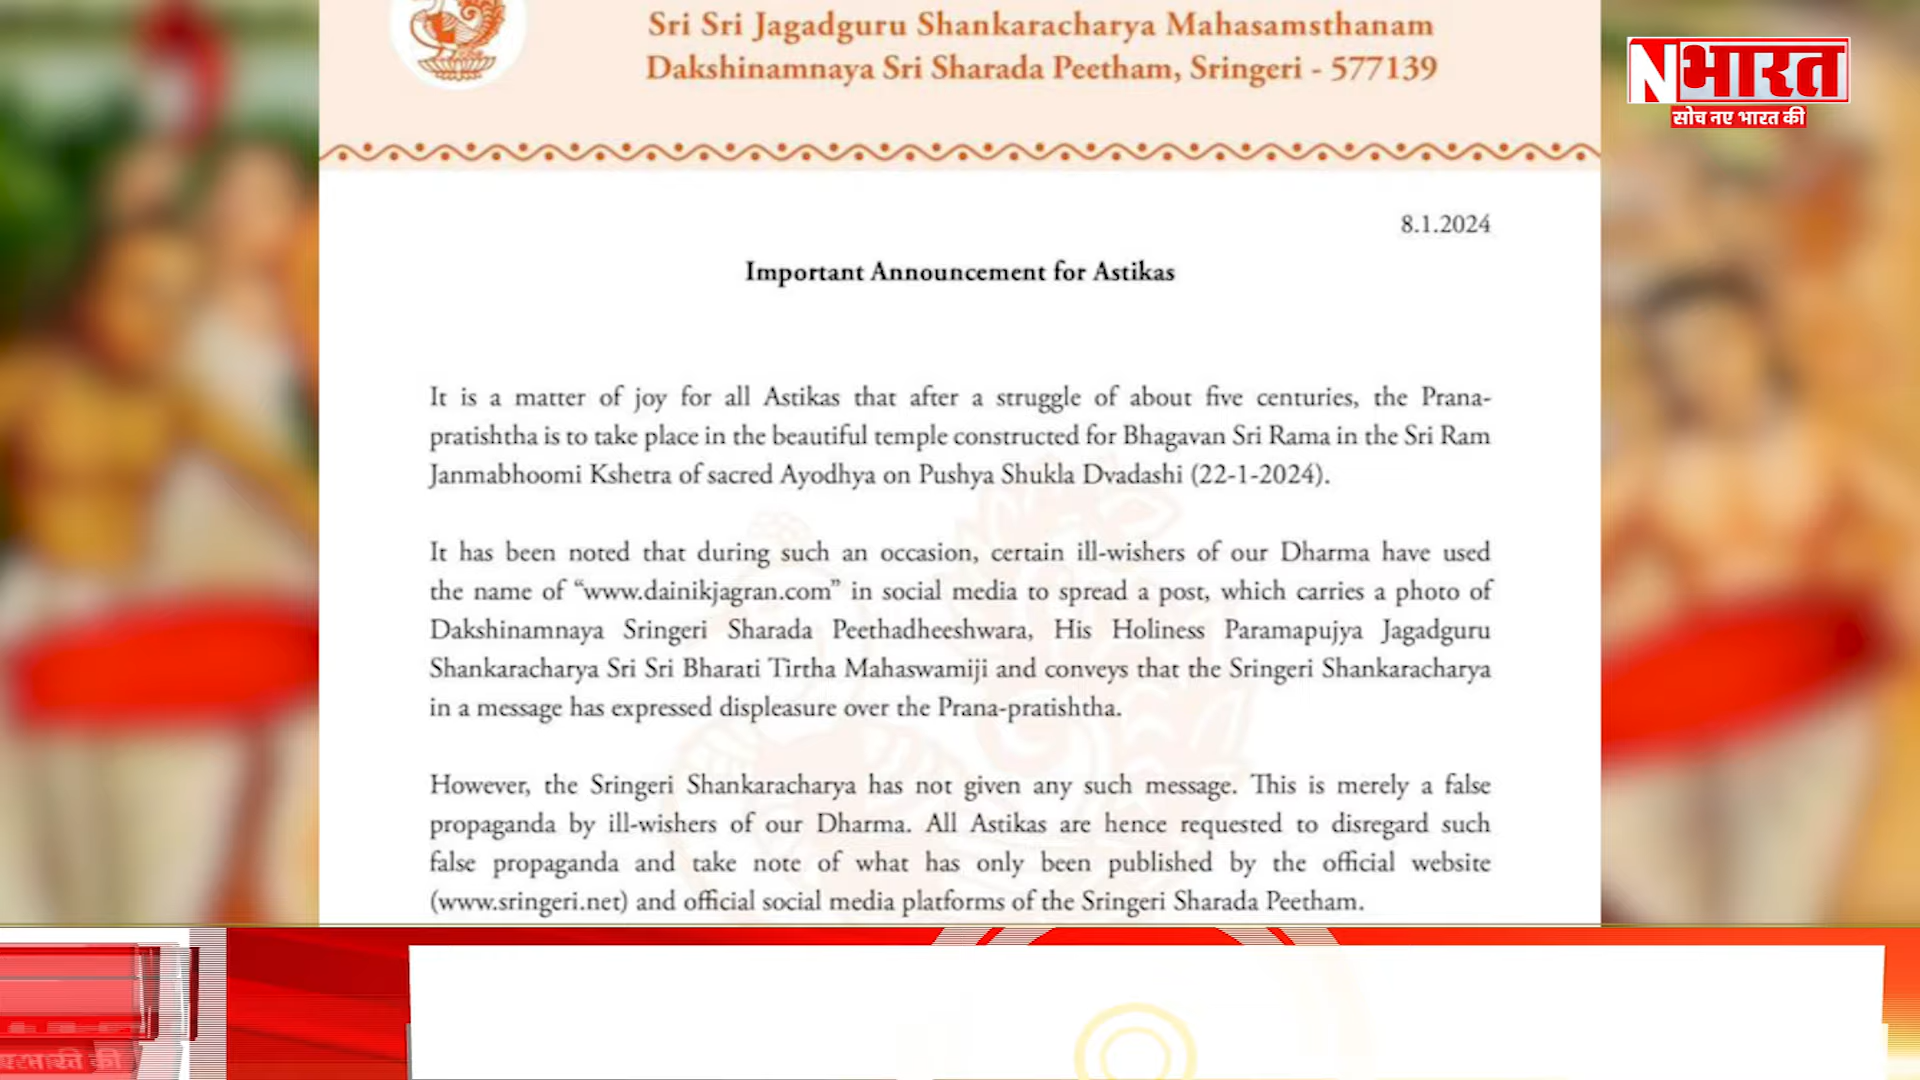 Sri Sri Jagadguru Shankaracharya Mahasamsthanam
Dakshinamnaya Sri Sharada Peetham, Sringeri - 577139
Nभारत
सोच नए भारत की
8.1.2024
Important Announcement for Astikas
It is a matter of joy for all Astikas that after a struggle of about five centuries, the Prana-
pratishtha is to take place in the beautiful temple constructed for Bhagavan Sri Rama in the Sri Ram
Janmabhoomi Kshetra of sacred Ayodhya on Pushya Shukla Dvadashi (22-1-2024).
It has been noted that during such an occasion, certain ill-wishers of our Dharma have used
the name of “www.dainikjagran.com” in social media to spread a post, which carries a photo of
Dakshinamnaya Sringeri Sharada Peethadheeshwara, His Holiness Paramapujya Jagadguru
Shankaracharya Sri Sri Bharati Tirtha Mahaswamiji and conveys that the Sringeri Shankaracharya
in a message has expressed displeasure over the Prana-pratishtha.
However, the Sringeri Shankaracharya has not given any such message. This is merely a false
propaganda by ill-wishers of our Dharma. All Astikas are hence requested to disregard such
false propaganda and take note of what has only been published by the official website
(www.sringeri.net) and official social media platforms of the Sringeri Sharada Peetham.